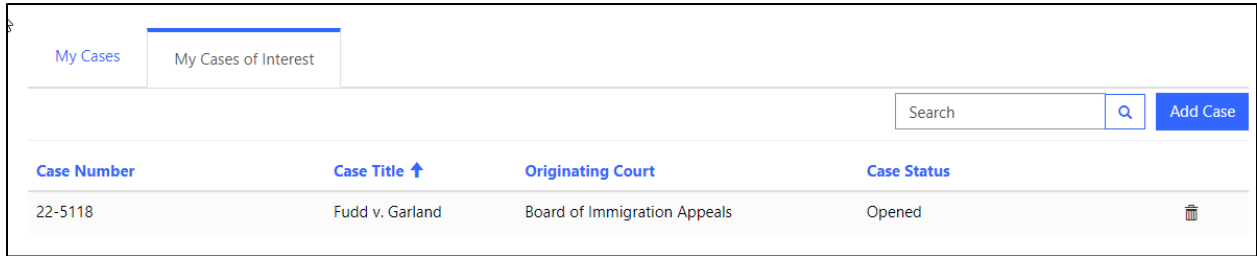 My Cases My Cases of Interest
Search Add Case
Case Number Case Title Originating Court Case Status
22-5118 Fudd v. Garland Board of Immigration Appeals Opened